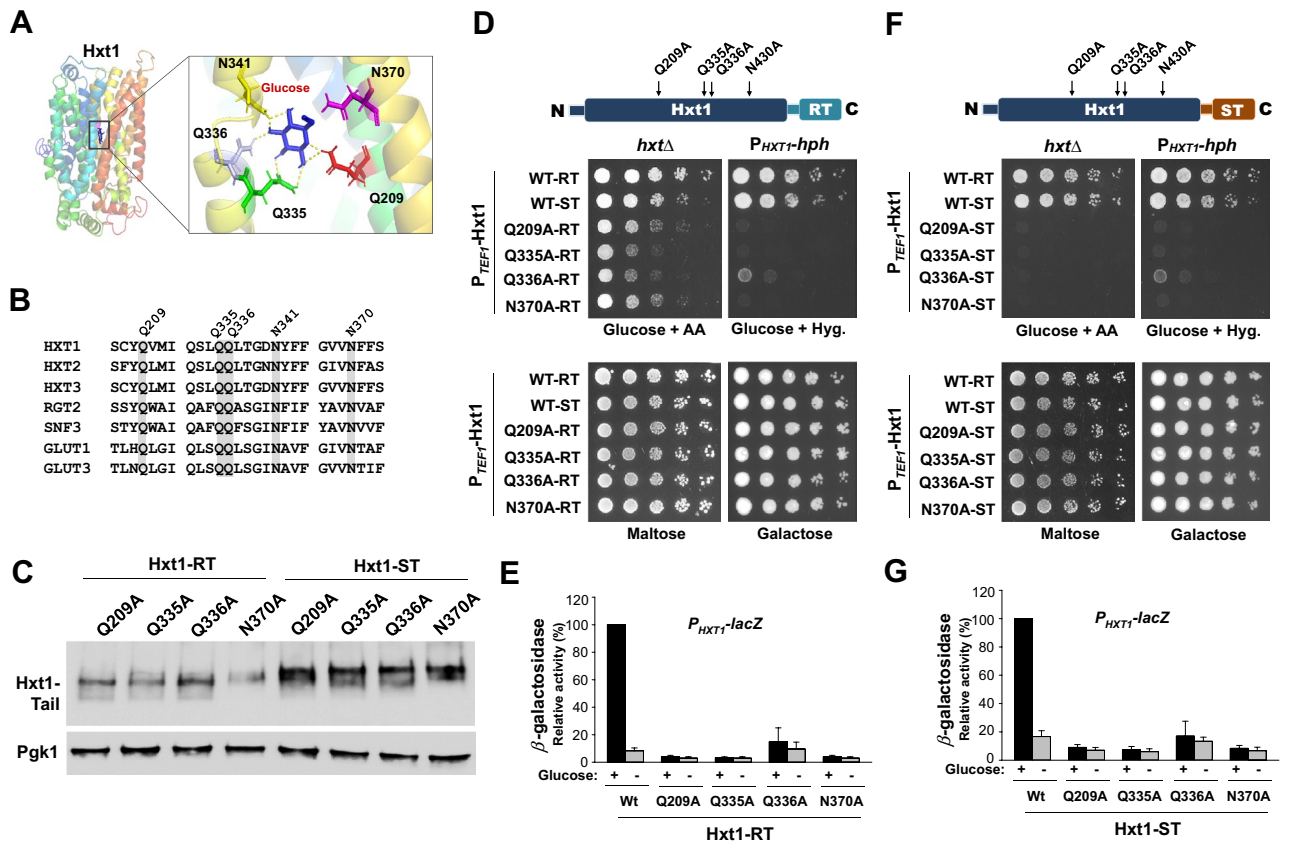 A
Hxt1
N341
Glucose
N370
Q336
Q335
Q209
B
Q209 Q335 Q336 N341 N370
HXT1 SCYQVMI QSLQQLTGDNYFF GVVNFFS
HXT2 SFYQLMI QSLQQLTGNNYFF GIVNFAS
HXT3 SCYQLMI QSLQQLTGDNYFF GVVNFFS
RGT2 SSYQWAI QAFQQASGINFIF YAVNVAF
SNF3 STYQWAI QAFQQFSGINFIF YAVNVVF
GLUT1 TLHQLGI QLSQQLSGINAVF GIVNTAF
GLUT3 TLNQLGI QLSQQLSGINAVF GVVNTIF
C
Hxt1-RT Hxt1-ST
Q209A Q335A Q336A N370A Q209A Q335A Q336A N370A
Hxt1-
Tail
Pgk1
D
Q209A Q335A Q336A N430A
N Hxt1 RT C
hxtΔ PHXT1-hph
PTEF1-Hxt1
WT-RT
WT-ST
Q209A-RT
Q335A-RT
Q336A-RT
N370A-RT
Glucose + AA Glucose + Hyg.
PTEF1-Hxt1
WT-RT
WT-ST
Q209A-RT
Q335A-RT
Q336A-RT
N370A-RT
Maltose Galactose
E
β-galactosidase
Relative activity (%)
120
100
80
60
40
20
0
PHXT1-lacZ
Glucose: + - + - + - + - + -
Wt Q209A Q335A Q336A N370A
Hxt1-RT
F
Q209A Q335A Q336A N430A
N Hxt1 ST C
hxtΔ PHXT1-hph
PTEF1-Hxt1
WT-RT
WT-ST
Q209A-ST
Q335A-ST
Q336A-ST
N370A-ST
Glucose + AA Glucose + Hyg.
PTEF1-Hxt1
WT-RT
WT-ST
Q209A-ST
Q335A-ST
Q336A-ST
N370A-ST
Maltose Galactose
G
β-galactosidase
Relative activity (%)
120
100
80
60
40
20
0
PHXT1-lacZ
Glucose: + - + - + - + - + -
Wt Q209A Q335A Q336A N370A
Hxt1-ST